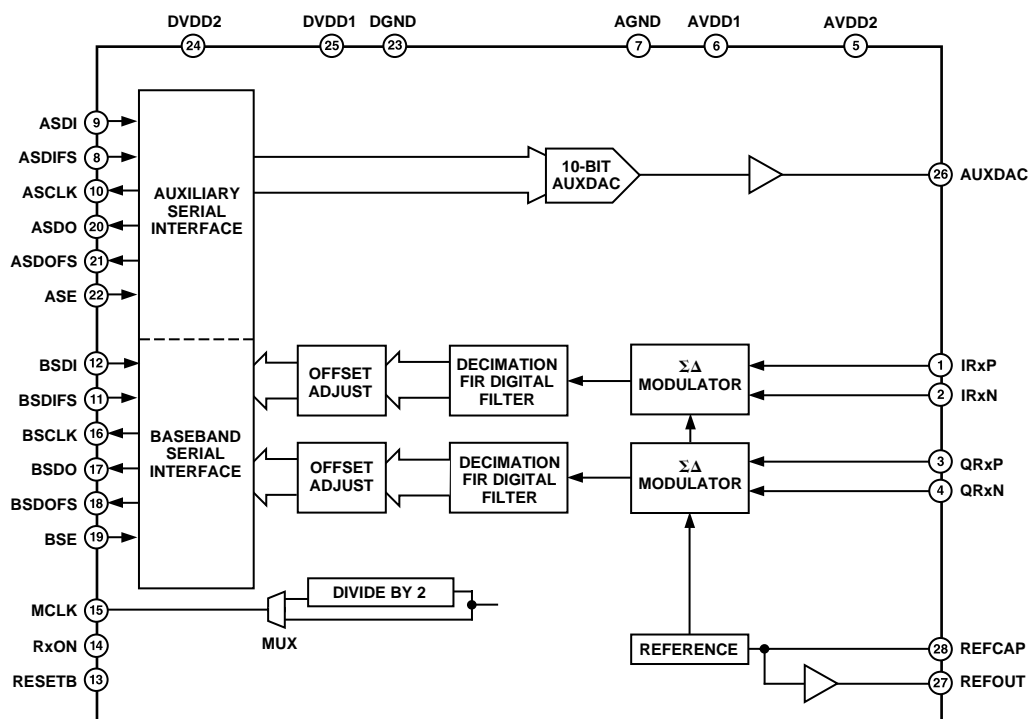 DVDD2 DVDD1 DGND AGND AVDD1 AVDD2
24 25 23 7 6 5
ASDI 9
ASDIFS 8
ASCLK 10
ASDO 20
ASDOFS 21
ASE 22
AUXILIARY
SERIAL
INTERFACE
10-BIT
AUXDAC
26 AUXDAC
BSDI 12
BSDIFS 11
BSCLK 16
BSDO 17
BSDOFS 18
BSE 19
BASEBAND
SERIAL
INTERFACE
OFFSET
ADJUST
DECIMATION
FIR DIGITAL
FILTER
ΣΔ
MODULATOR
1 IRxP
2 IRxN
OFFSET
ADJUST
DECIMATION
FIR DIGITAL
FILTER
ΣΔ
MODULATOR
3 QRxP
4 QRxN
MCLK 15
RxON 14
RESETB 13
DIVIDE BY 2
MUX
REFERENCE
28 REFCAP
27 REFOUT